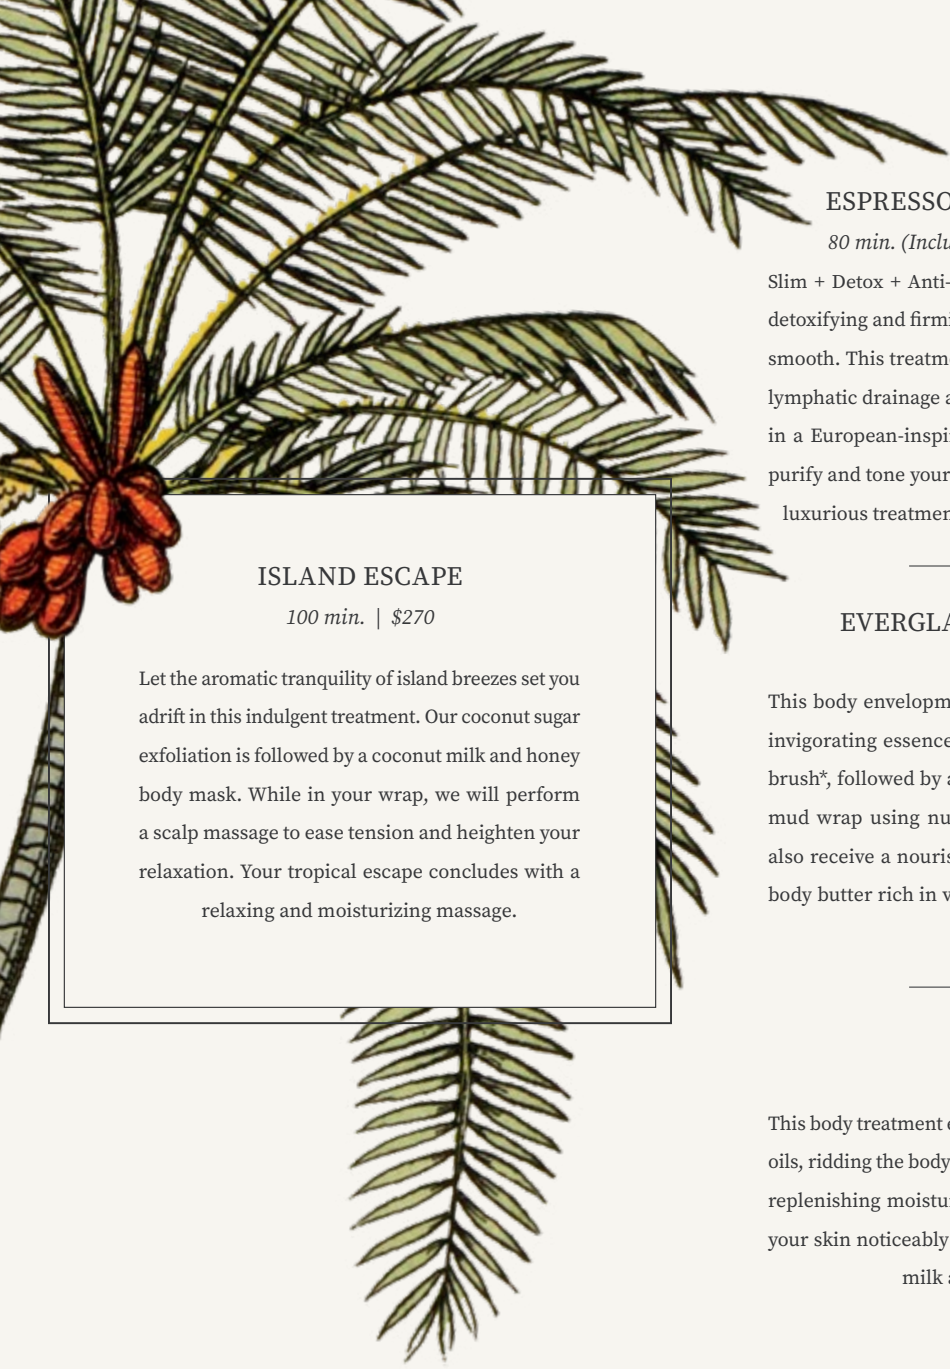 ISLAND ESCAPE
100 min. | $270
Let the aromatic tranquility of island breezes set you
adrift in this indulgent treatment. Our coconut sugar
exfoliation is followed by a coconut milk and honey
body mask. While in your wrap, we will perform
a scalp massage to ease tension and heighten your
relaxation. Your tropical escape concludes with a
relaxing and moisturizing massage.
ESPRESSO
80 min. (Inclu
Slim + Detox + Anti-
detoxifying and firmi
smooth. This treatm
lymphatic drainage a
in a European-inspi
purify and tone your
luxurious treatmen
EVERGLA
This body envelopm
invigorating essence
brush*, followed by a
mud wrap using nu
also receive a nouris
body butter rich in v
This body treatment e
oils, ridding the body
replenishing moistu
your skin noticeably
milk a